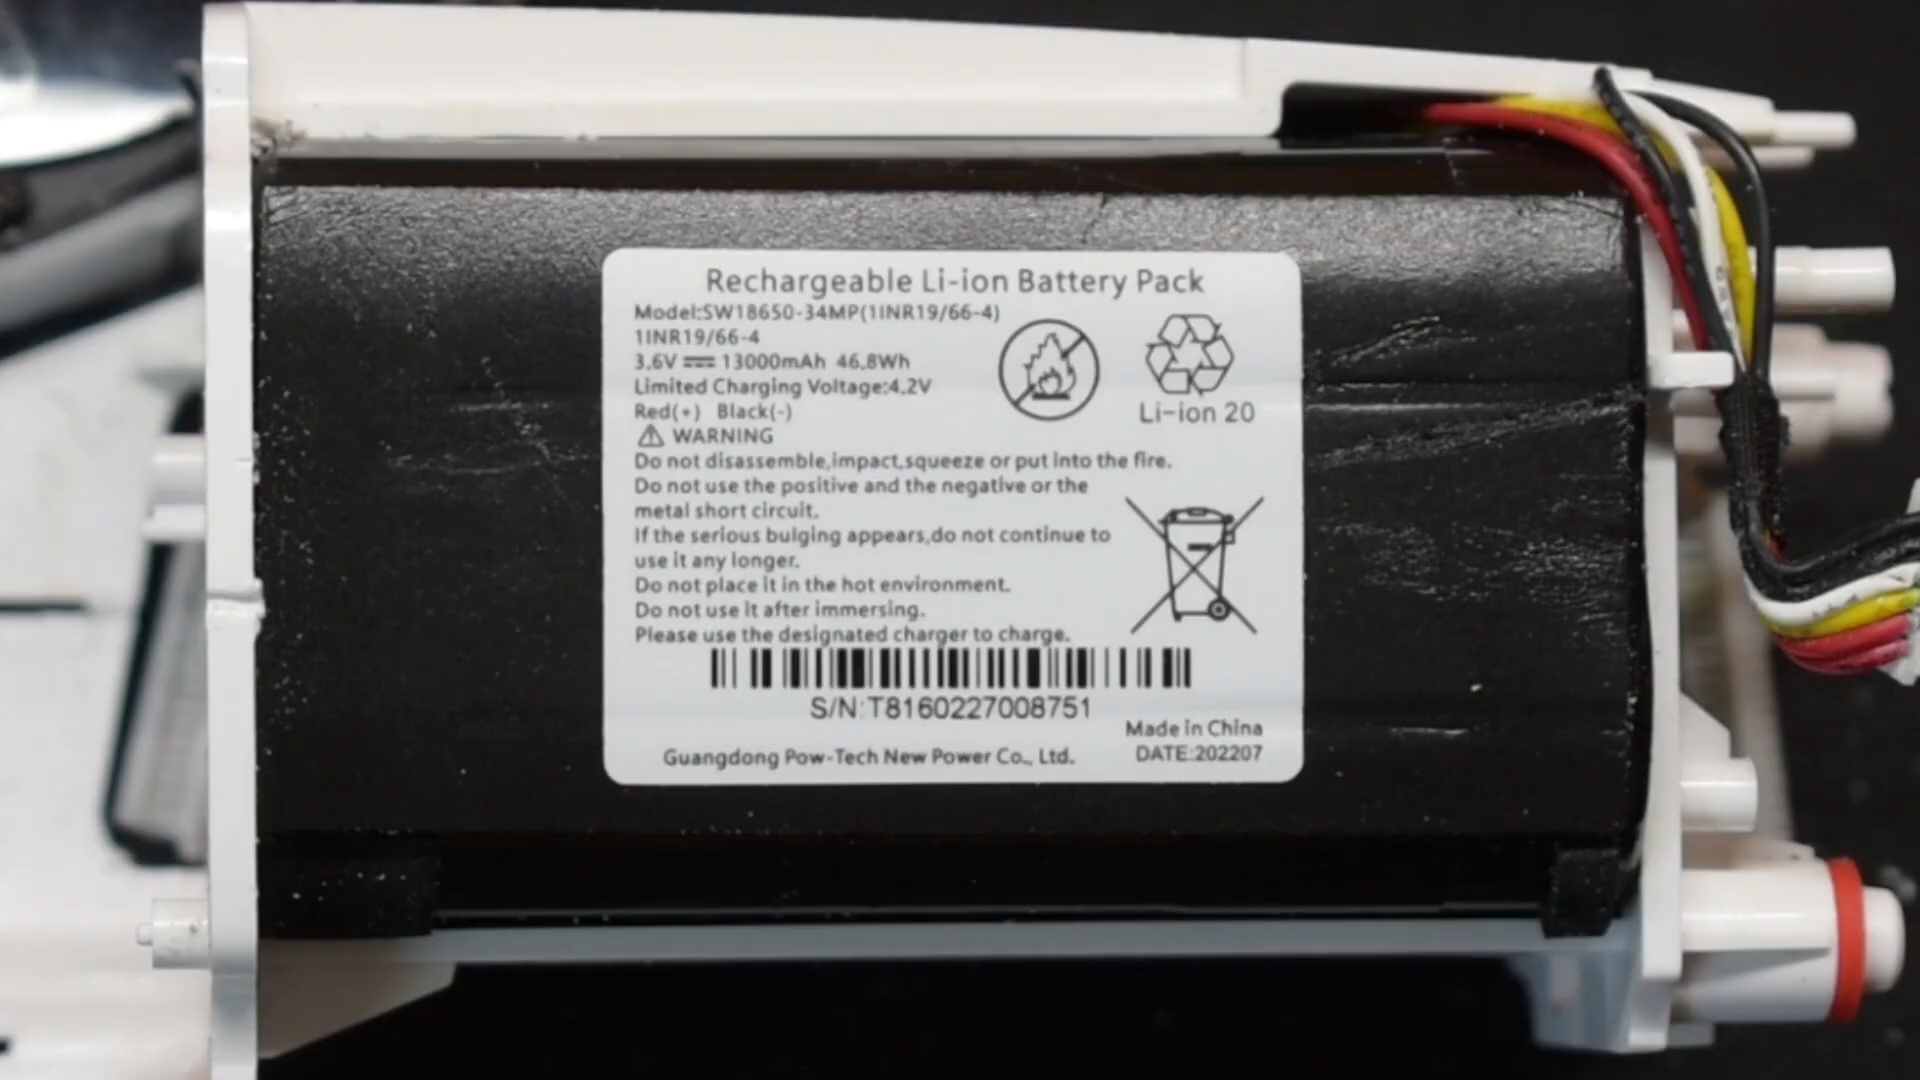 Rechargeable Li-ion Battery Pack
Model:SW18650-34MP(1INR19/66-4)
1INR19/66-4
3.6V ⎓ 13000mAh 46.8Wh
Limited Charging Voltage:4.2V
Red(+) Black(-)
Li-ion 20
⚠ WARNING
Do not disassemble,impact,squeeze or put into the fire.
Do not use the positive and the negative or the
metal short circuit.
If the serious bulging appears,do not continue to
use it any longer.
Do not place it in the hot environment.
Do not use it after immersing.
Please use the designated charger to charge.
S/N:T8160227008751
Made in China
Guangdong Pow-Tech New Power Co., Ltd.
DATE:202207